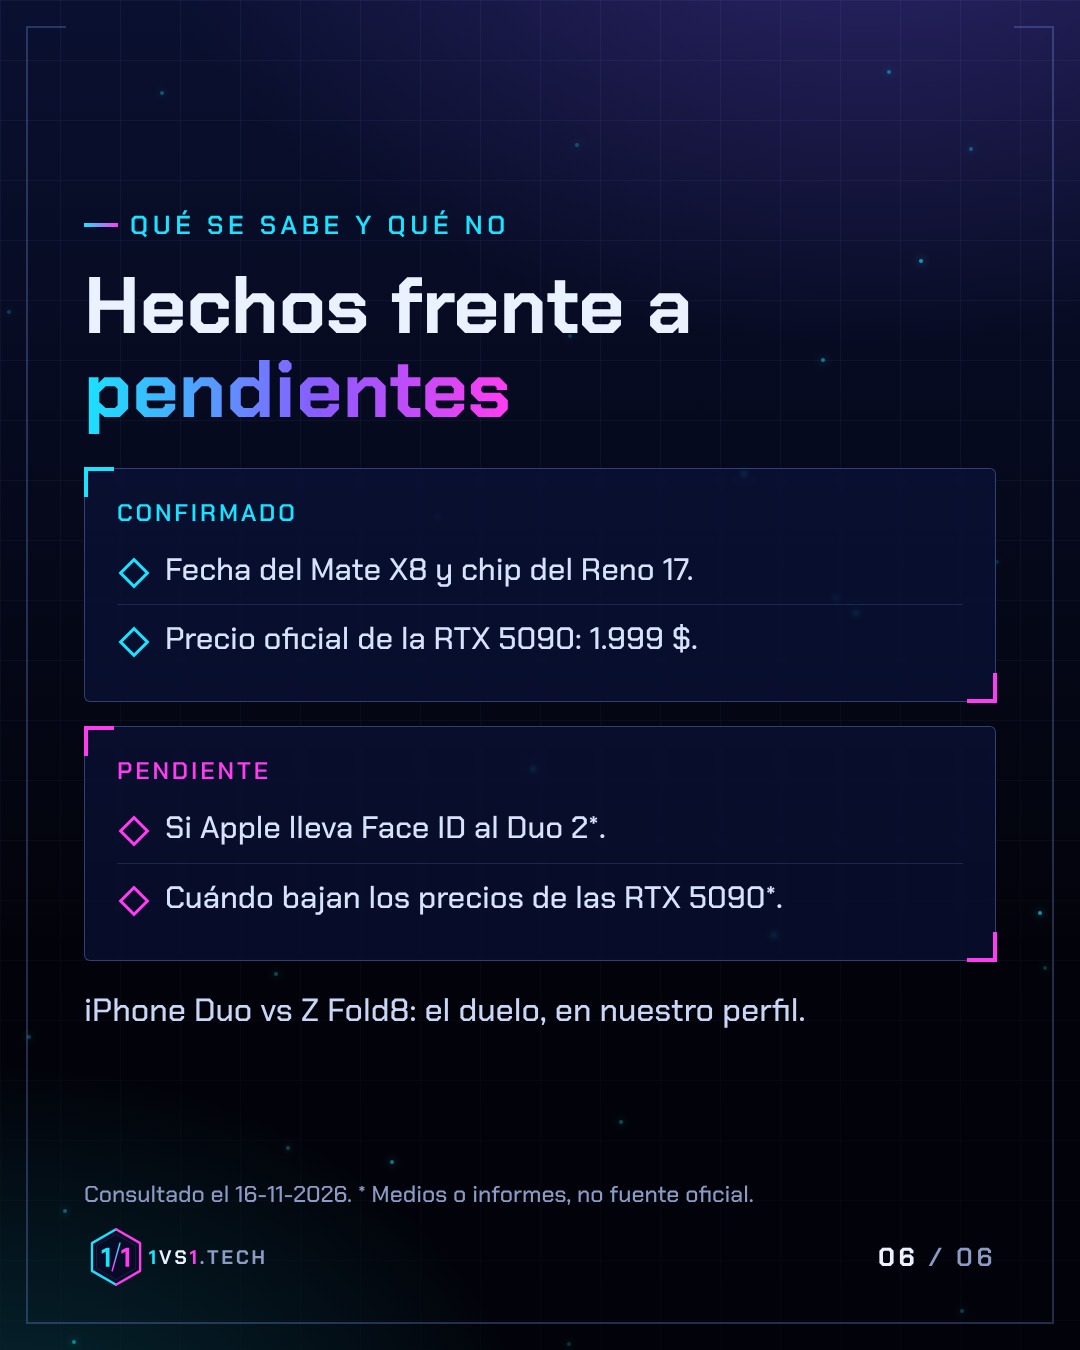 QUÉ SE SABE Y QUÉ NO
Hechos frente a
pendientes
CONFIRMADO
Fecha del Mate X8 y chip del Reno 17.
Precio oficial de la RTX 5090: 1.999 $.
PENDIENTE
Si Apple lleva Face ID al Duo 2*.
Cuándo bajan los precios de las RTX 5090*.
iPhone Duo vs Z Fold8: el duelo, en nuestro perfil.
Consultado el 16-11-2026. * Medios o informes, no fuente oficial.
1/1 1VS1.TECH
06 / 06